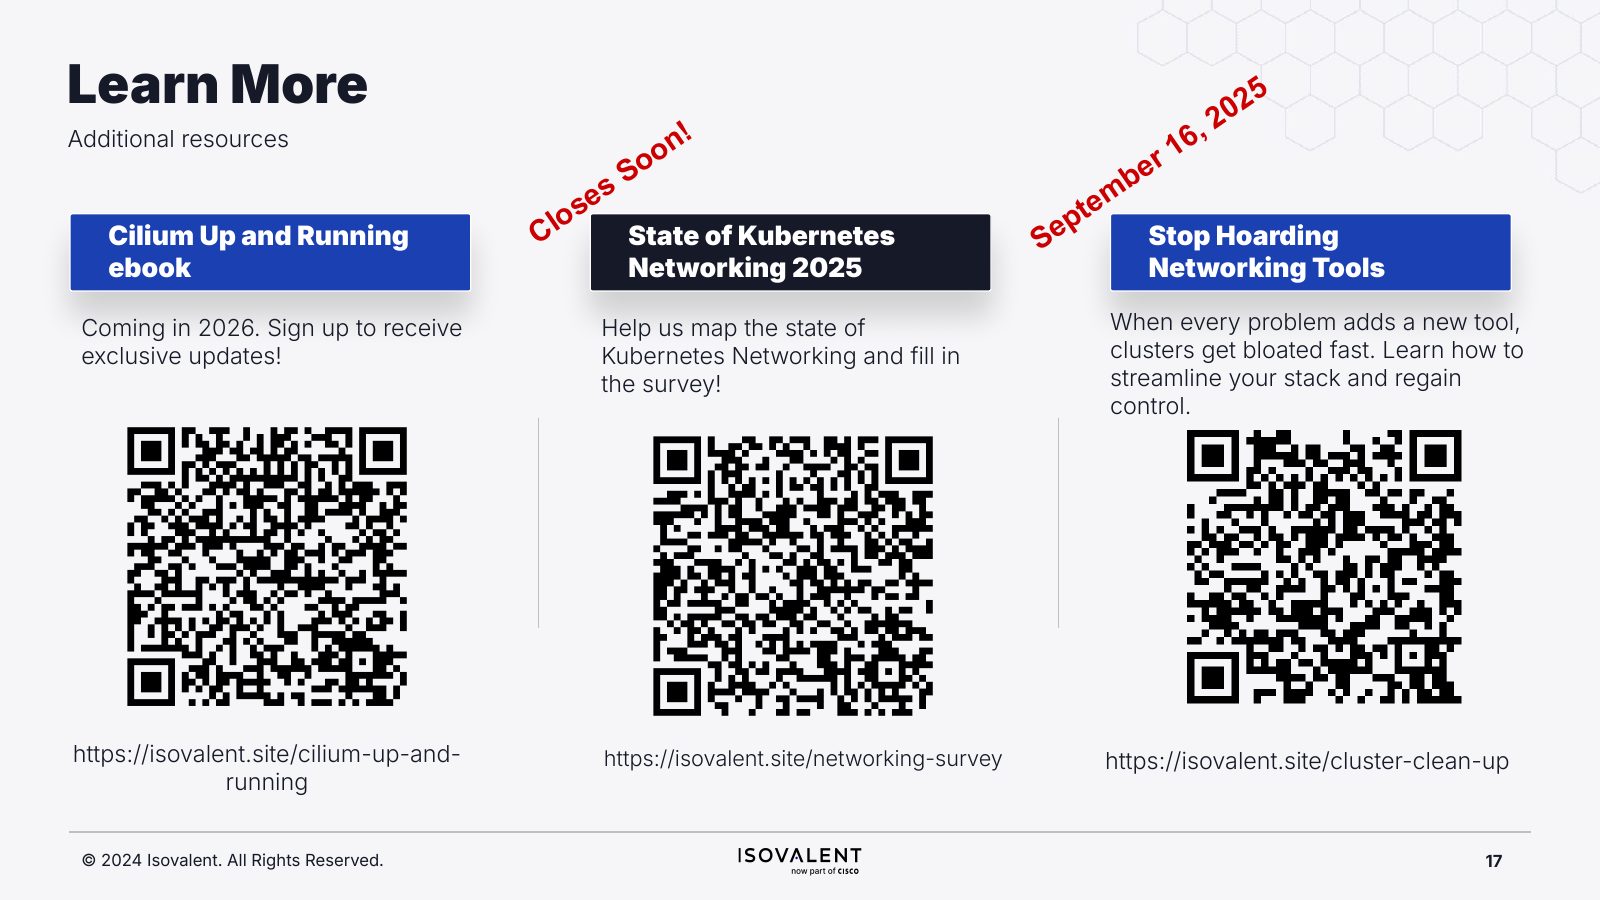 Learn More
Additional resources
Closes Soon!
September 16, 2025
Cilium Up and Running
ebook
Coming in 2026. Sign up to receive
exclusive updates!
https://isovalent.site/cilium-up-and-
running
State of Kubernetes
Networking 2025
Help us map the state of
Kubernetes Networking and fill in
the survey!
https://isovalent.site/networking-survey
Stop Hoarding
Networking Tools
When every problem adds a new tool,
clusters get bloated fast. Learn how to
streamline your stack and regain
control.
https://isovalent.site/cluster-clean-up
© 2024 Isovalent. All Rights Reserved.
ISOVALENT
now part of CISCO
17